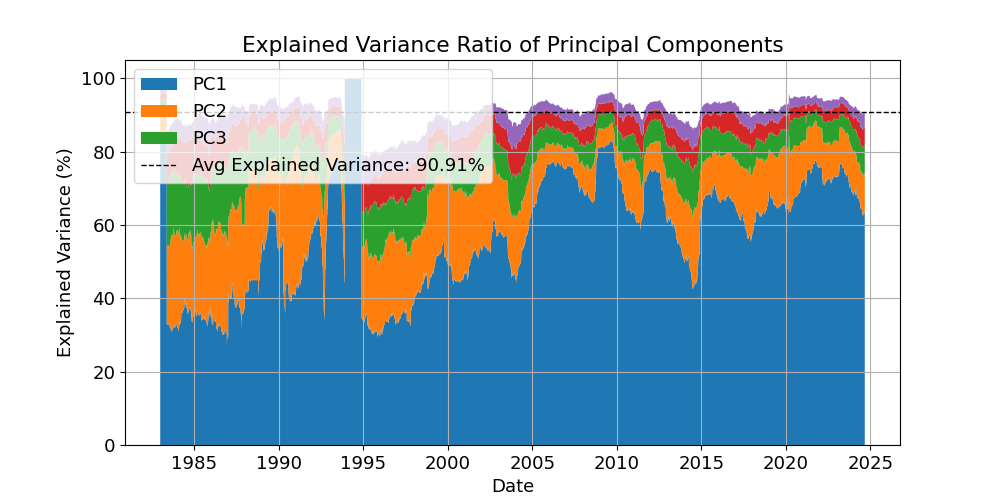 Explained Variance Ratio of Principal Components
100
80
60
40
20
0
Explained Variance (%)
PC1
PC2
PC3
Avg Explained Variance: 90.91%
1985 1990 1995 2000 2005 2010 2015 2020 2025
Date